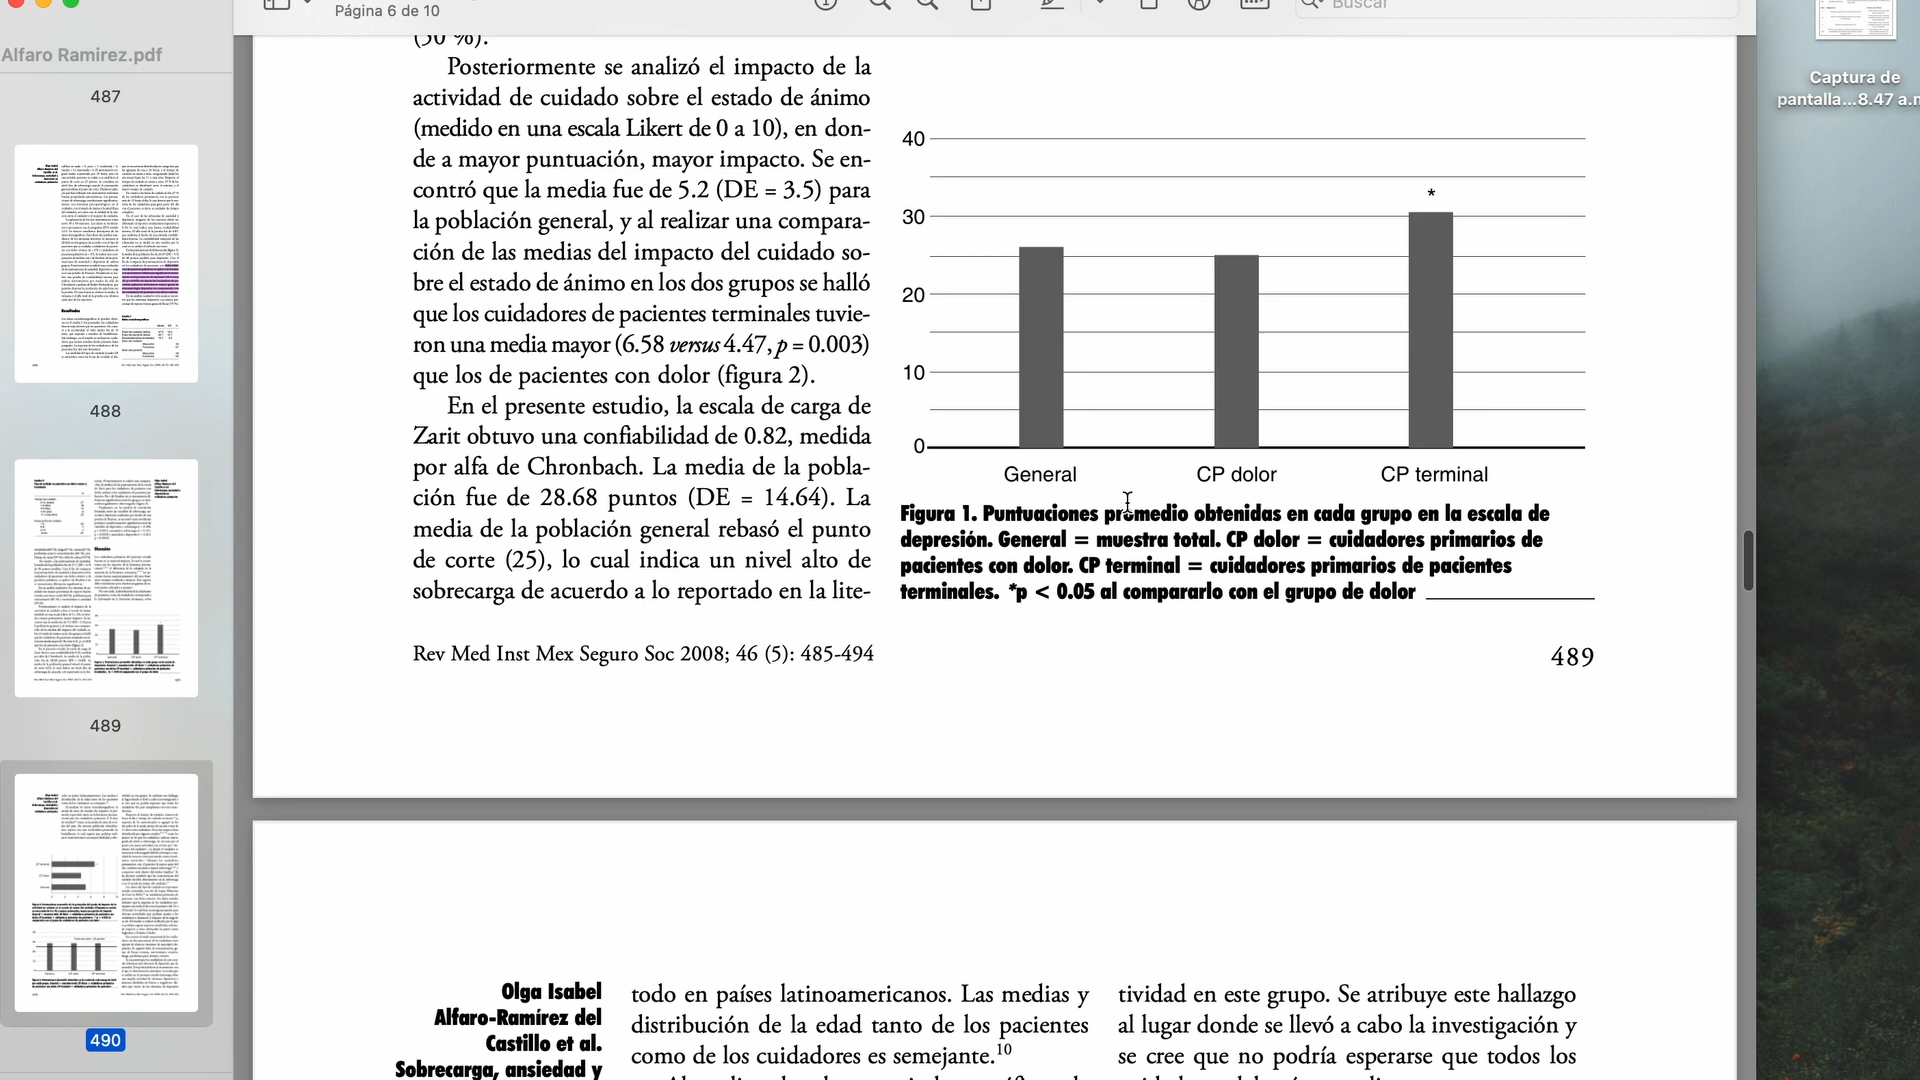 Página 6 de 10
Buscar
Alfaro Ramirez.pdf
487
488
489
490
Captura de
pantalla...8.47 a.m
(50 %).
Posteriormente se analizó el impacto de la
actividad de cuidado sobre el estado de ánimo
(medido en una escala Likert de 0 a 10), en don-
de a mayor puntuación, mayor impacto. Se en-
contró que la media fue de 5.2 (DE = 3.5) para
la población general, y al realizar una compara-
ción de las medias del impacto del cuidado so-
bre el estado de ánimo en los dos grupos se halló
que los cuidadores de pacientes terminales tuvie-
ron una media mayor (6.58 versus 4.47, p = 0.003)
que los de pacientes con dolor (figura 2).
En el presente estudio, la escala de carga de
Zarit obtuvo una confiabilidad de 0.82, medida
por alfa de Chronbach. La media de la pobla-
ción fue de 28.68 puntos (DE = 14.64). La
media de la población general rebasó el punto
de corte (25), lo cual indica un nivel alto de
sobrecarga de acuerdo a lo reportado en la lite-
40
*
30
20
10
0
General CP dolor CP terminal
Figura 1. Puntuaciones promedio obtenidas en cada grupo en la escala de
depresión. General = muestra total. CP dolor = cuidadores primarios de
pacientes con dolor. CP terminal = cuidadores primarios de pacientes
terminales. *p < 0.05 al compararlo con el grupo de dolor
Rev Med Inst Mex Seguro Soc 2008; 46 (5): 485-494
489
Olga Isabel
Alfaro-Ramírez del
Castillo et al.
Sobrecarga, ansiedad y
todo en países latinoamericanos. Las medias y
distribución de la edad tanto de los pacientes
como de los cuidadores es semejante.10
tividad en este grupo. Se atribuye este hallazgo
al lugar donde se llevó a cabo la investigación y
se cree que no podría esperarse que todos los